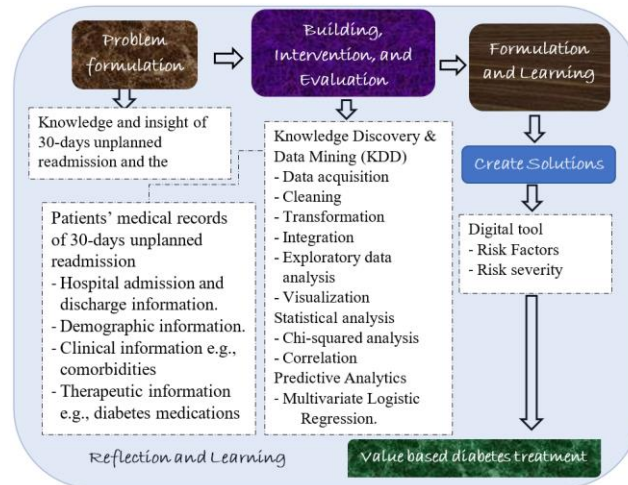 Problem
formulation
Knowledge and insight of
30-days unplanned
readmission and the
Patients' medical records
of 30-days unplanned
readmission
- Hospital admission and
discharge information.
- Demographic information.
- Clinical information e.g.,
comorbidities
- Therapeutic information
e.g., diabetes medications
Building,
Intervention, and
Evaluation
Knowledge Discovery &
Data Mining (KDD)
- Data acquisition
- Cleaning
- Transformation
- Integration
- Exploratory data
analysis
- Visualization
Statistical analysis
- Chi-squared analysis
- Correlation
Predictive Analytics
- Multivariate Logistic
Regression.
Formulation
and Learning
Create Solutions
Digital tool
- Risk Factors
- Risk severity
Value based diabetes treatment
Reflection and Learning